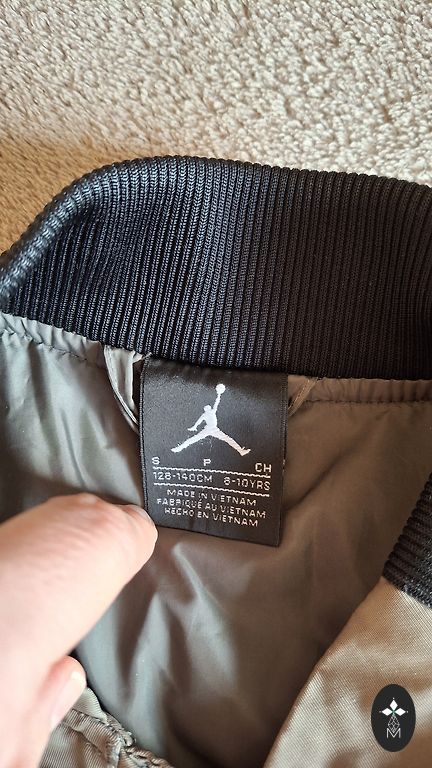 S P CH
128-140CM 8-10YRS
MADE IN VIETNAM
FABRIQUÉ AU VIETNAM
HECHO EN VIETNAM
M